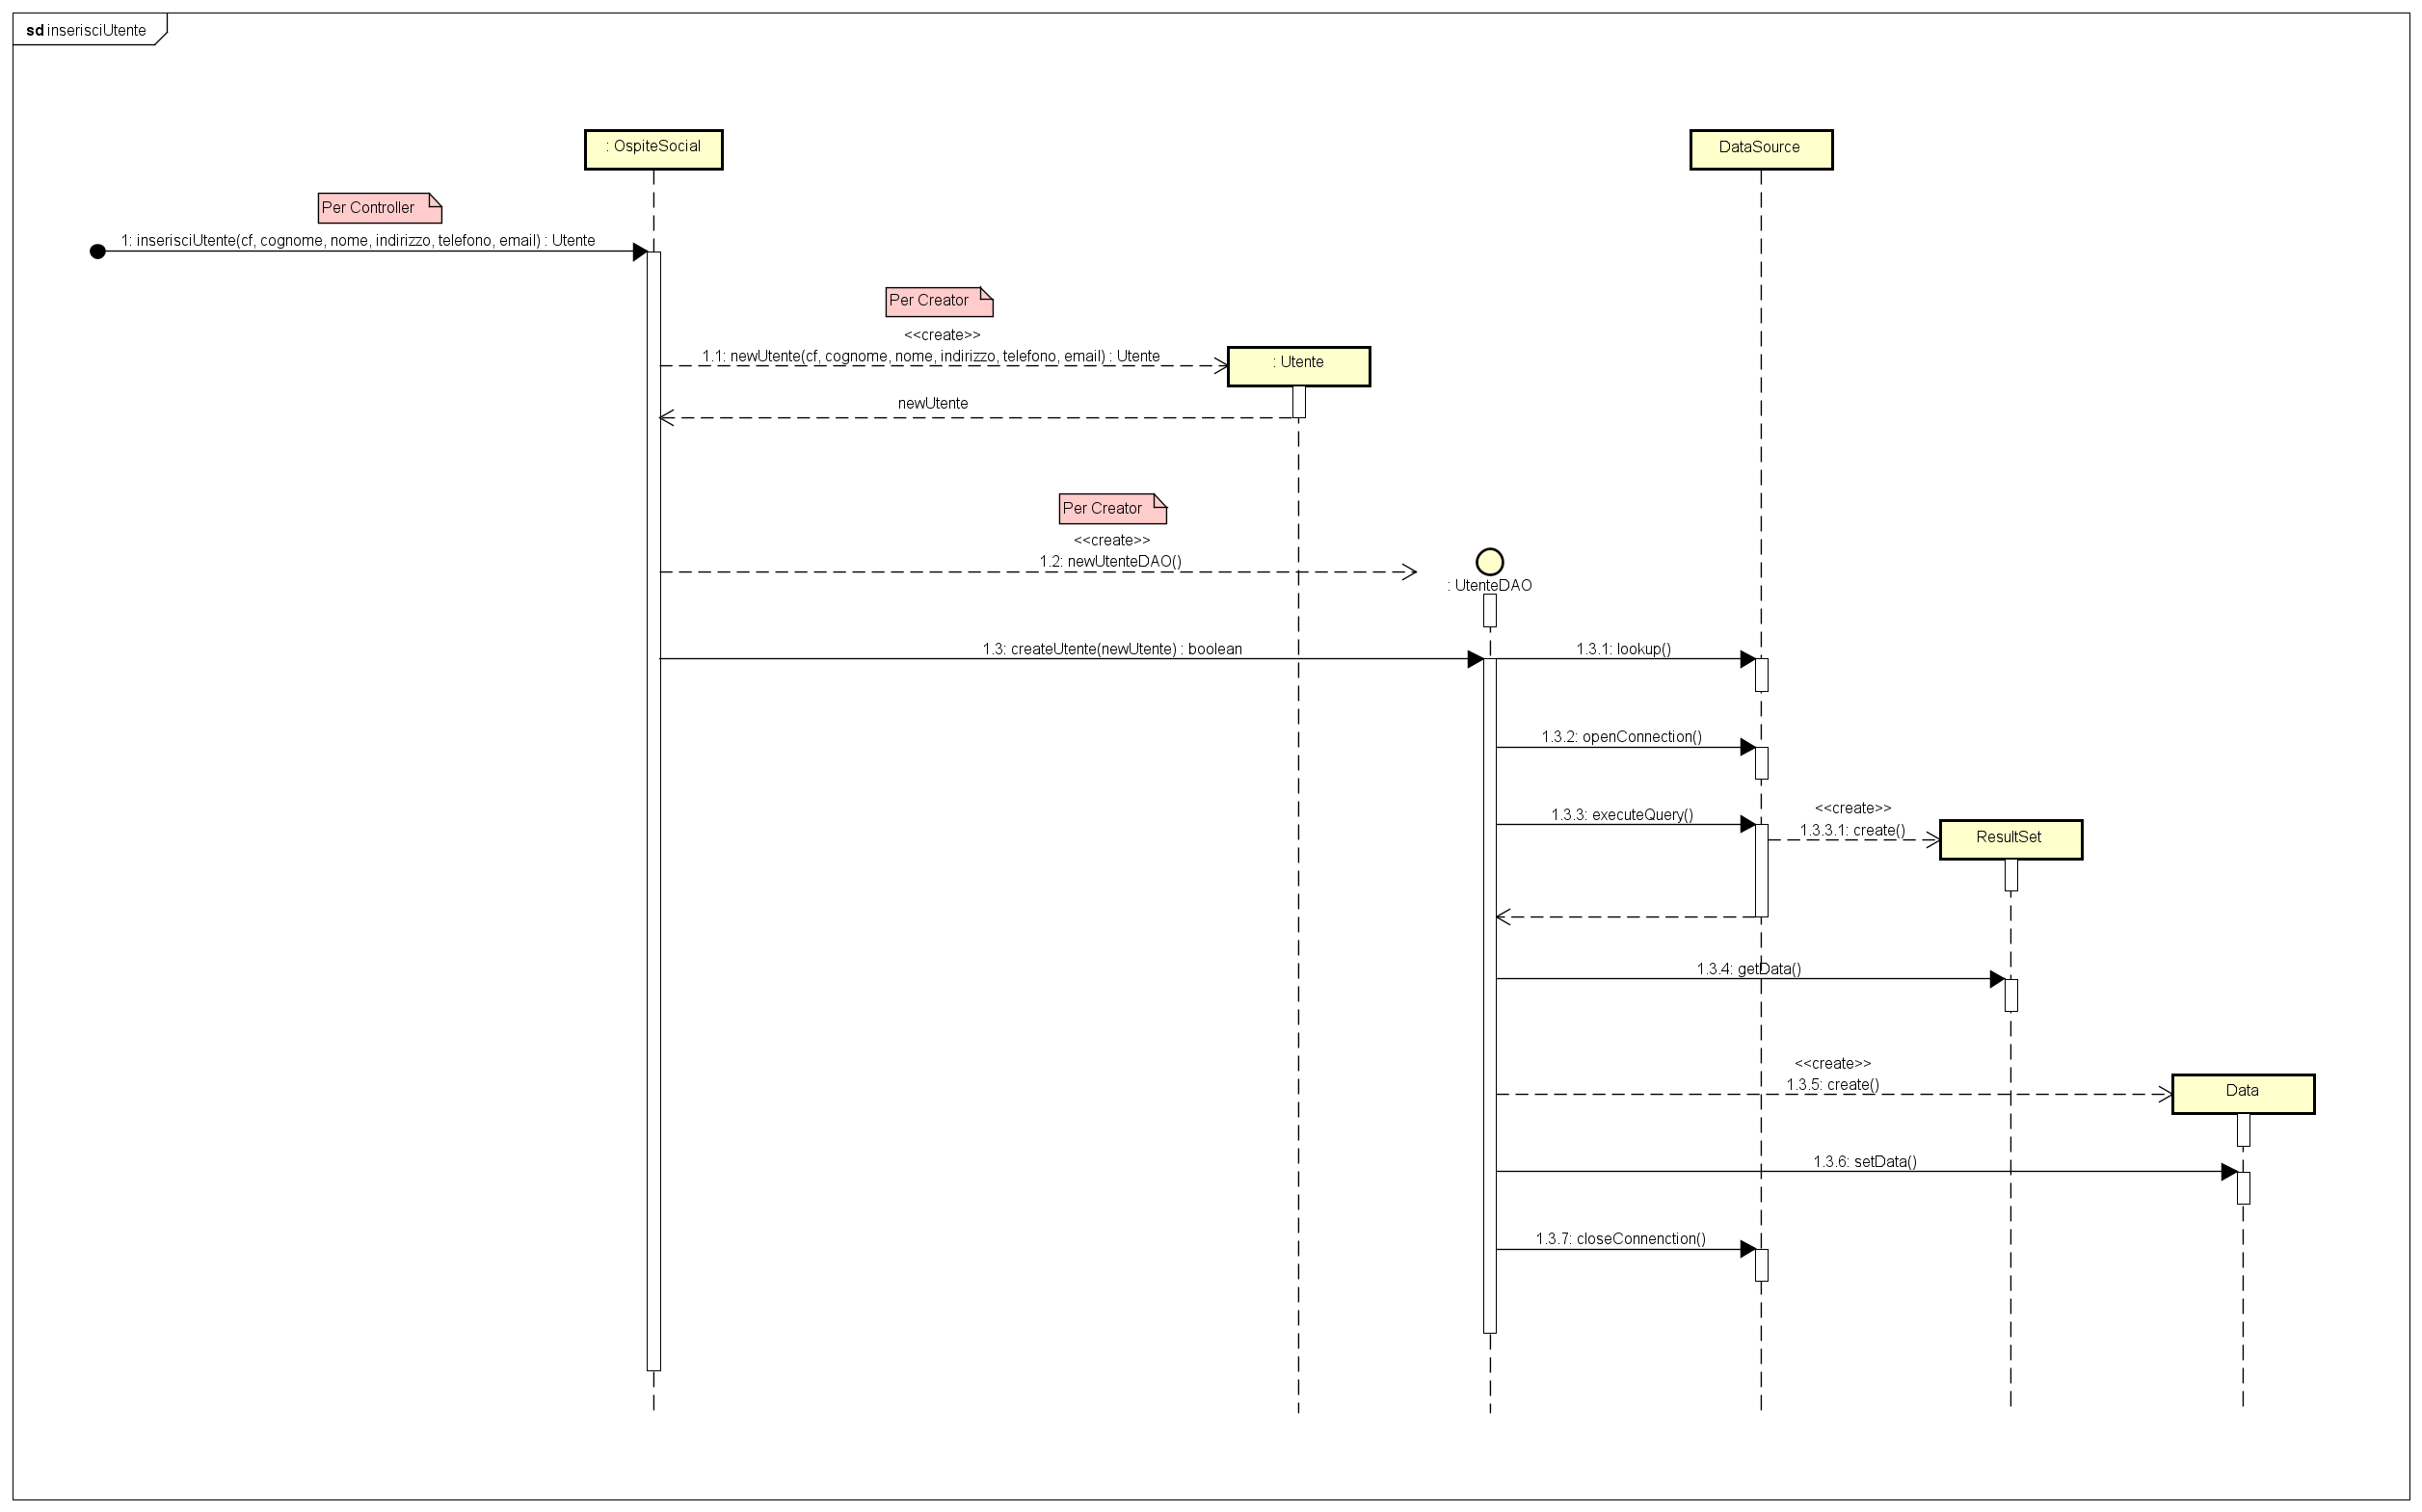 sd inserisciUtente
: OspiteSocial
DataSource
Per Controller
1: inserisciUtente(cf, cognome, nome, indirizzo, telefono, email) : Utente
Per Creator
<<create>>
1.1: newUtente(cf, cognome, nome, indirizzo, telefono, email) : Utente
: Utente
newUtente
Per Creator
<<create>>
1.2: newUtenteDAO()
: UtenteDAO
1.3: createUtente(newUtente) : boolean
1.3.1: lookup()
1.3.2: openConnection()
1.3.3: executeQuery()
<<create>>
1.3.3.1: create()
ResultSet
1.3.4: getData()
<<create>>
1.3.5: create()
Data
1.3.6: setData()
1.3.7: closeConnenction()